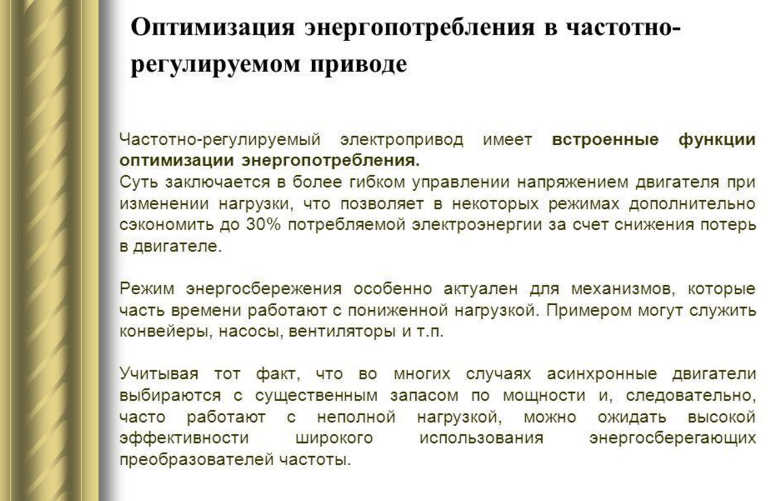 Оптимизация энергопотребления в частотно-
регулируемом приводе
Частотно-регулируемый электропривод имеет встроенные функции
оптимизации энергопотребления.
Суть заключается в более гибком управлении напряжением двигателя при
изменении нагрузки, что позволяет в некоторых режимах дополнительно
сэкономить до 30% потребляемой электроэнергии за счет снижения потерь
в двигателе.
Режим энергосбережения особенно актуален для механизмов, которые
часть времени работают с пониженной нагрузкой. Примером могут служить
конвейеры, насосы, вентиляторы и т.п.
Учитывая тот факт, что во многих случаях асинхронные двигатели
выбираются с существенным запасом по мощности и, следовательно,
часто работают с неполной нагрузкой, можно ожидать высокой
эффективности широкого использования энергосберегающих
преобразователей частоты.